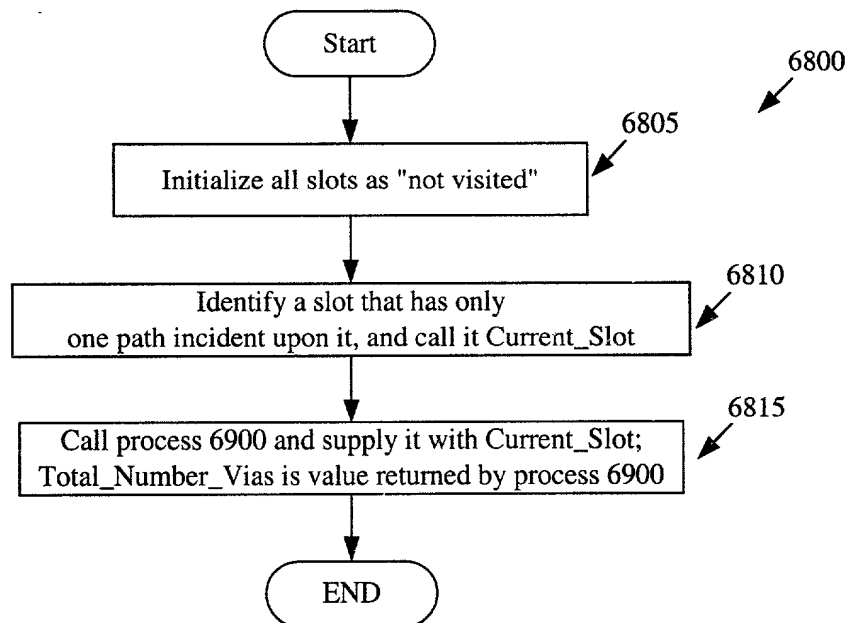 Start
6800
6805
Initialize all slots as "not visited"
6810
Identify a slot that has only
one path incident upon it, and call it Current_Slot
6815
Call process 6900 and supply it with Current_Slot;
Total_Number_Vias is value returned by process 6900
END